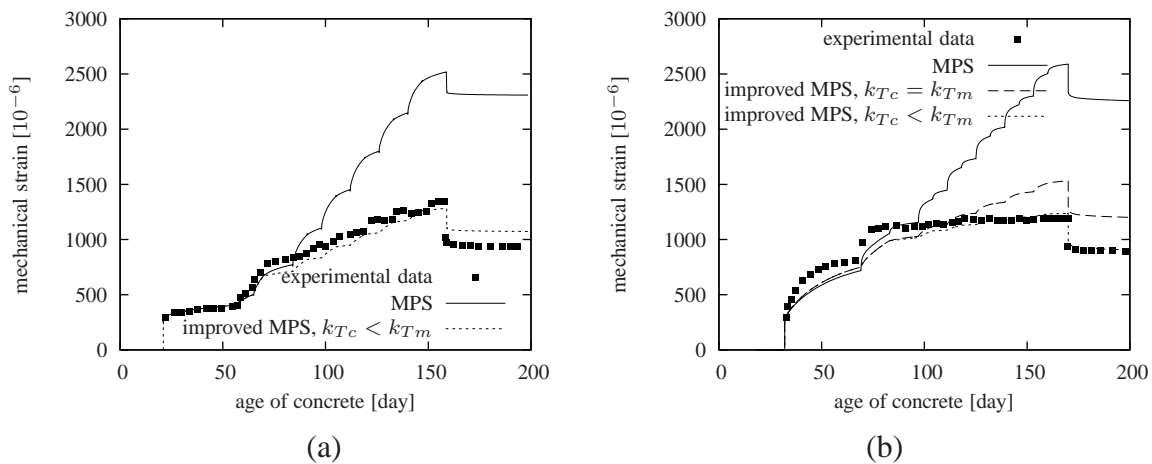 3000
2500
2000
1500
1000
500
0
mechanical strain [10⁻⁶]
experimental data
MPS
improved MPS, k_Tc < k_Tm
0 50 100 150 200
age of concrete [day]
(a)
3000
2500
2000
1500
1000
500
0
mechanical strain [10⁻⁶]
experimental data
MPS
improved MPS, k_Tc = k_Tm
improved MPS, k_Tc < k_Tm
0 50 100 150 200
age of concrete [day]
(b)